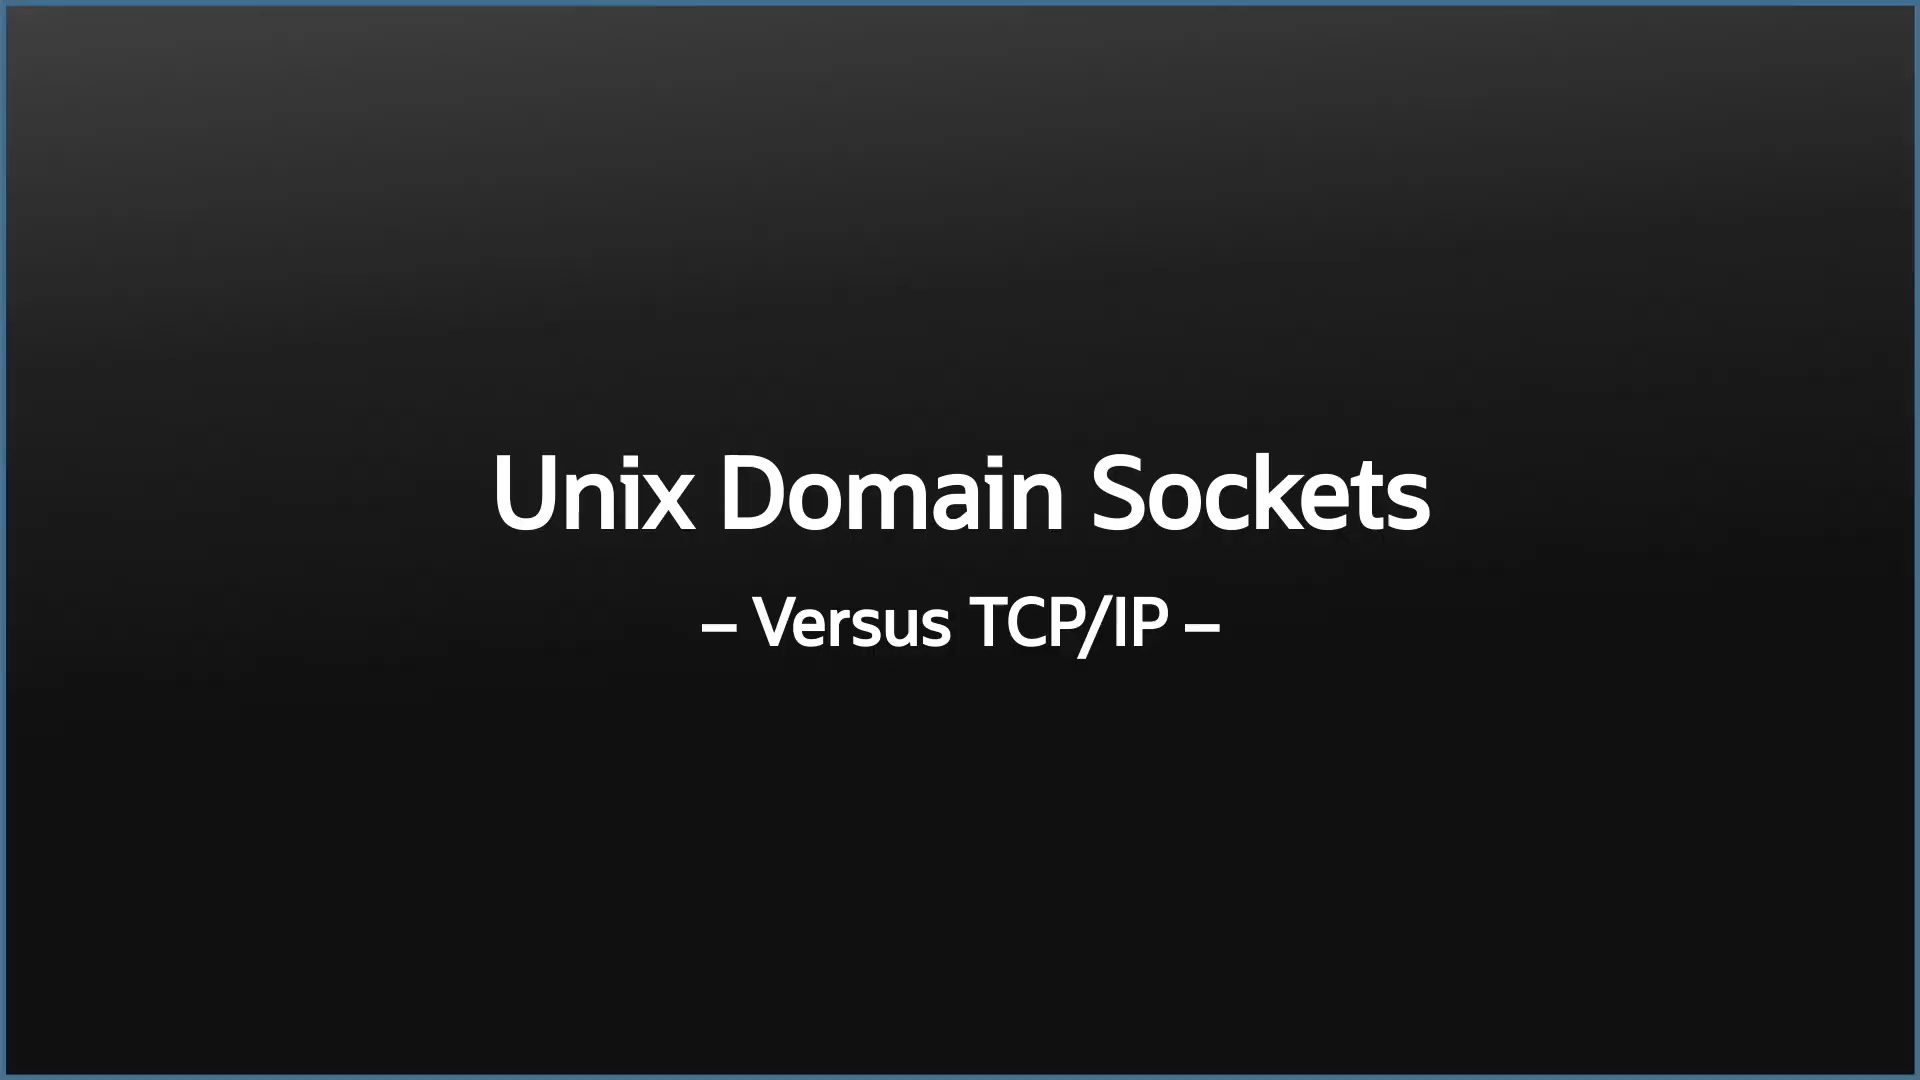 Unix Domain Sockets
– Versus TCP/IP –